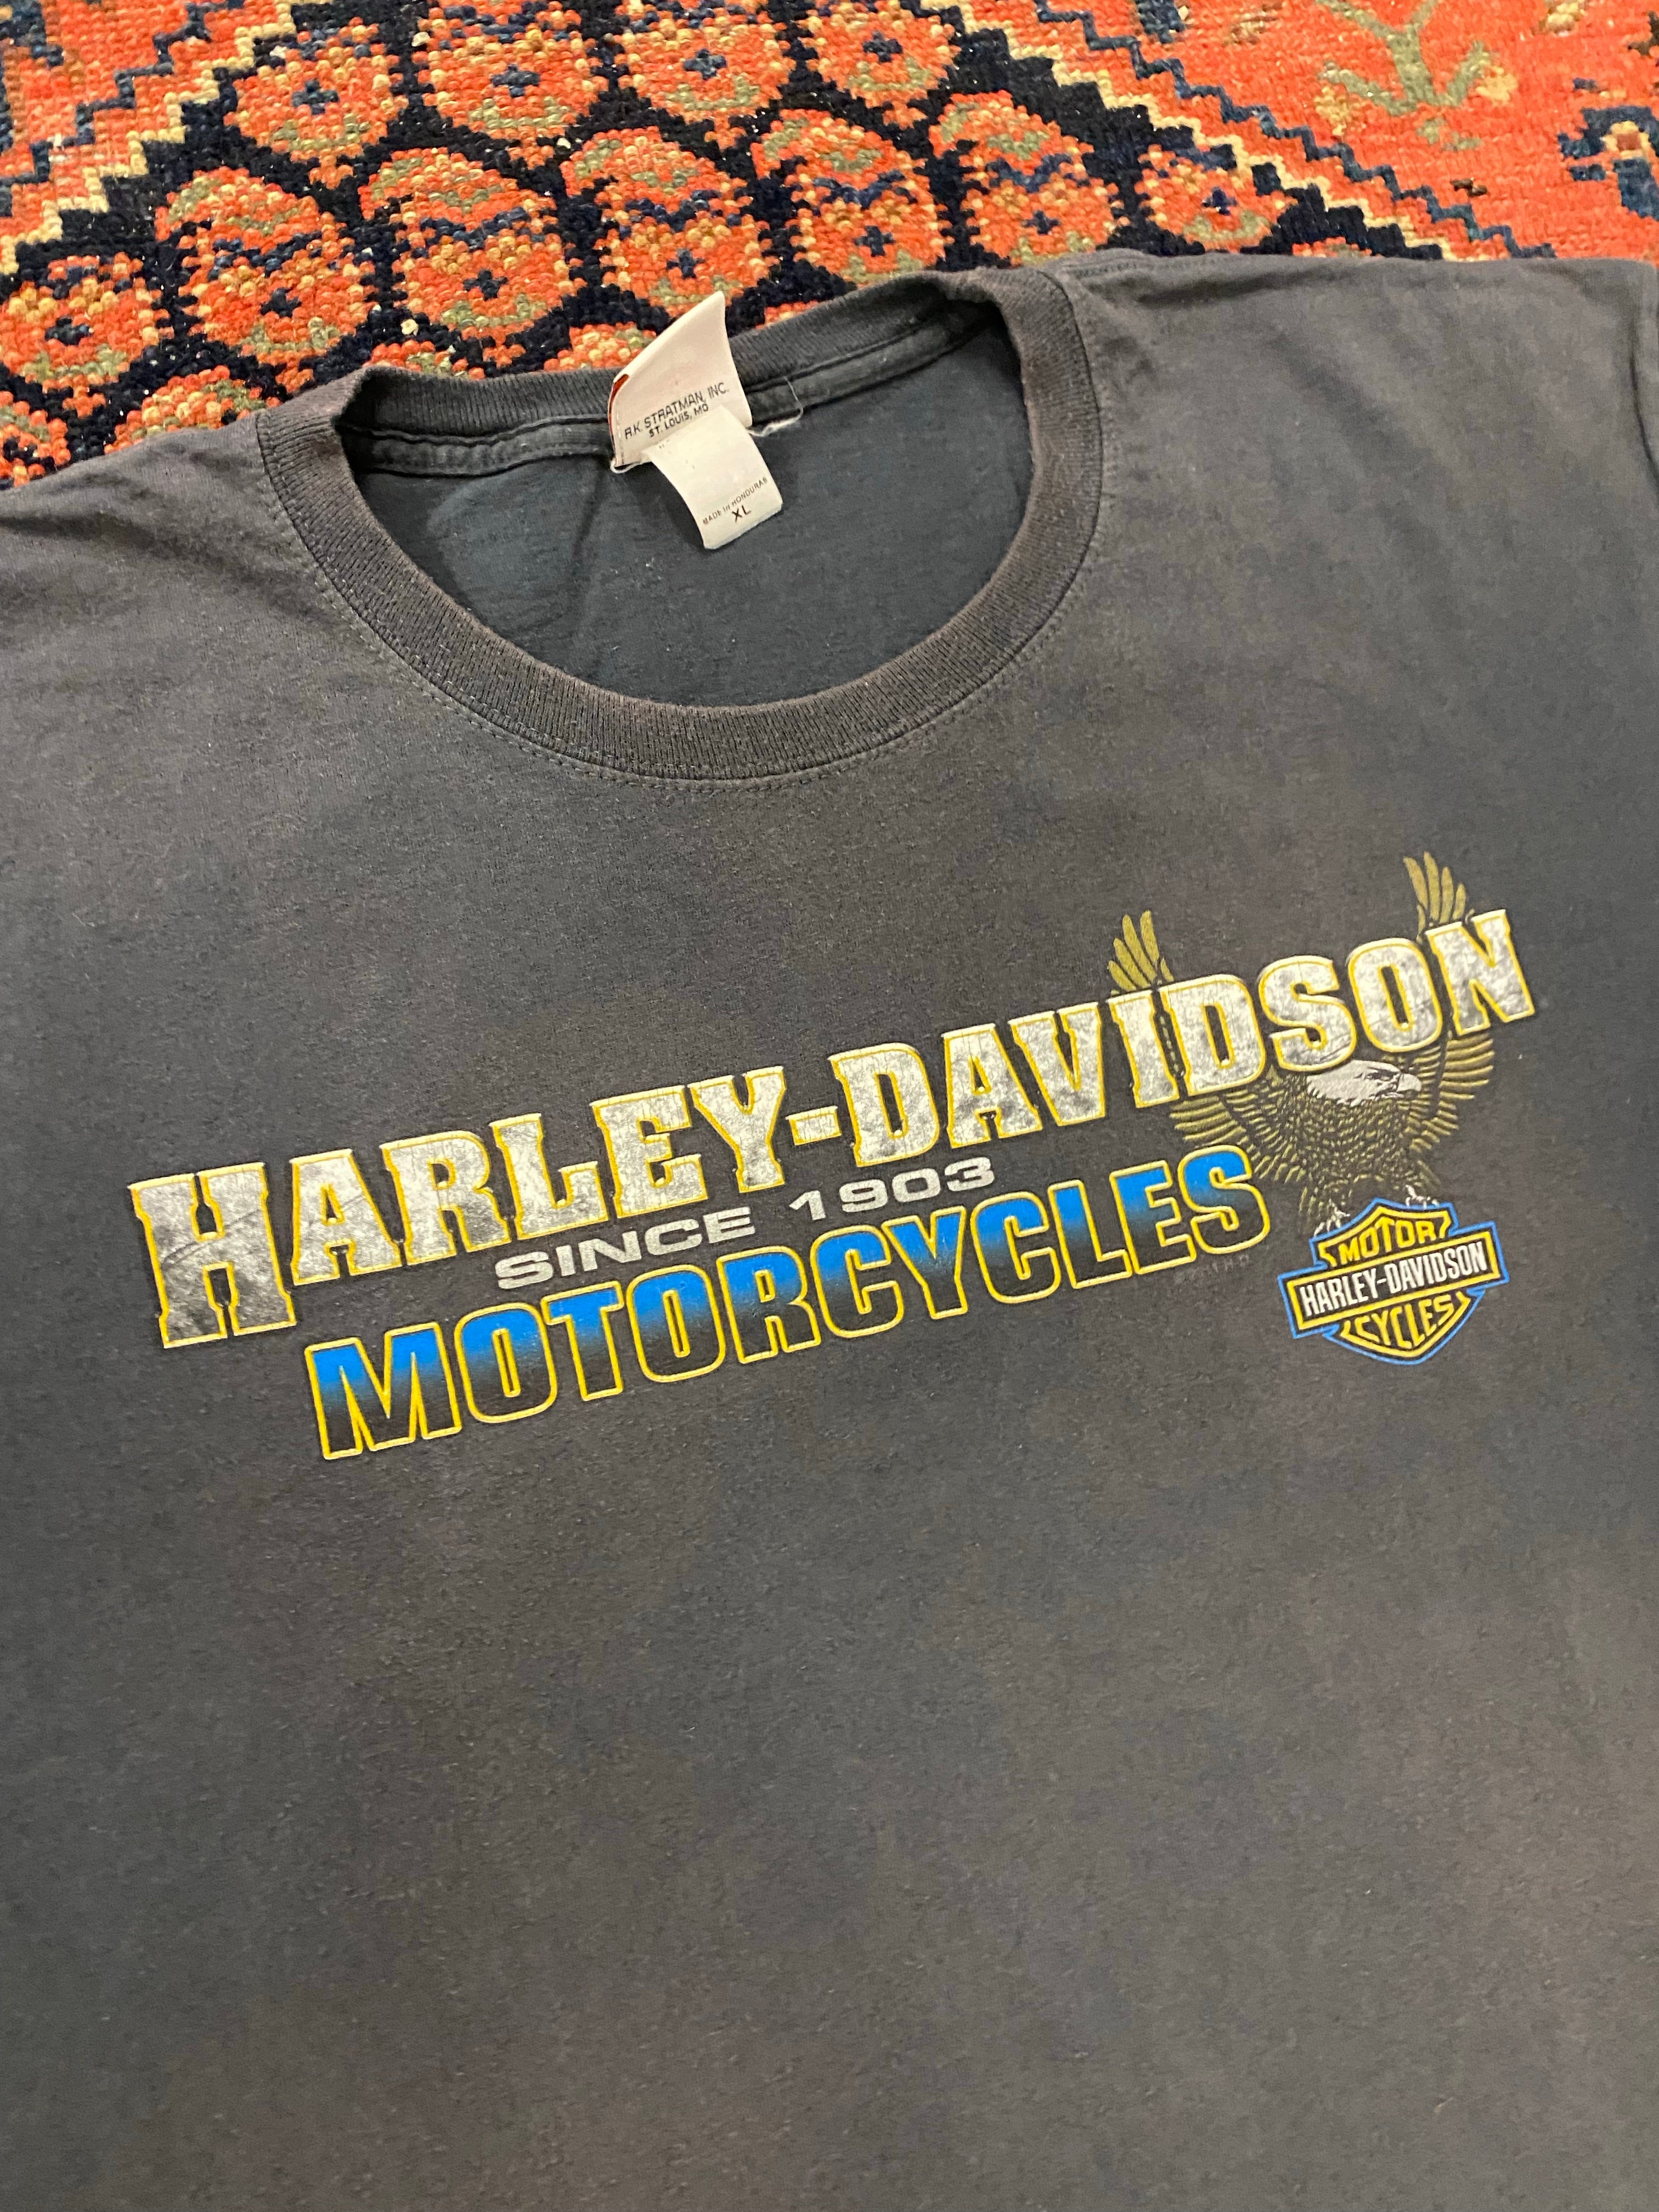 R.K. STRATMAN, INC.
ST. LOUIS, MO
MADE IN HONDURAS
XL
HARLEY-DAVIDSON
SINCE 1903
MOTORCYCLES
MOTOR
HARLEY-DAVIDSON
CYCLES